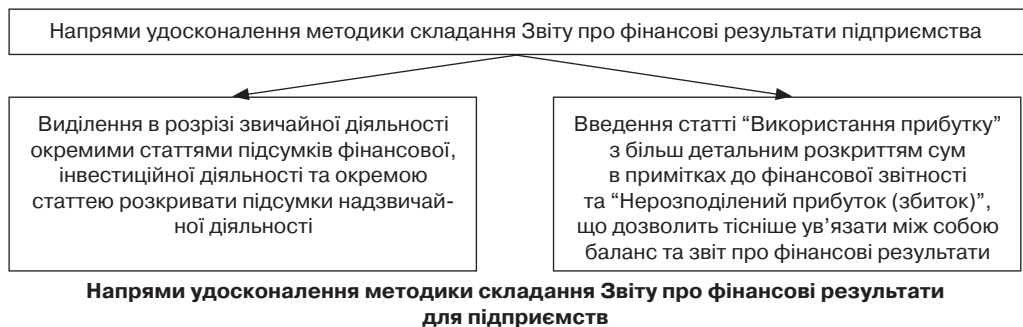 Напрями удосконалення методики складання Звіту про фінансові результати підприємства
Виділення в розрізі звичайної діяльності
окремими статтями підсумків фінансової,
інвестиційної діяльності та окремою
статтею розкривати підсумки надзвичай-
ної діяльності
Введення статті “Використання прибутку”
з більш детальним розкриттям сум
в примітках до фінансової звітності
та “Нерозподілений прибуток (збиток)”,
що дозволить тісніше ув’язати між собою
баланс та звіт про фінансові результати
Напрями удосконалення методики складання Звіту про фінансові результати
для підприємств